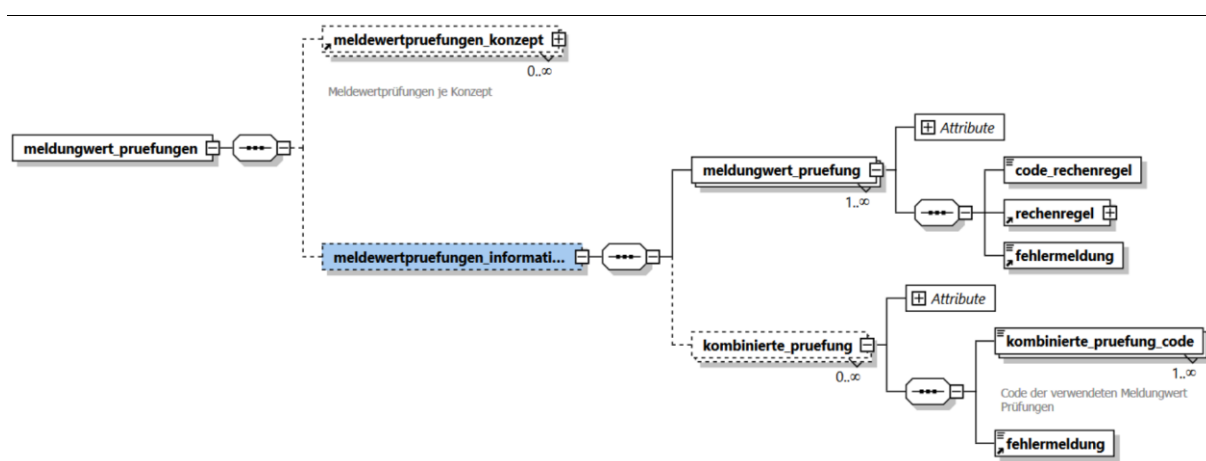 meldewertpruefungen_konzept
0..∞
Meldewertprüfungen je Konzept
meldungwert_pruefungen
meldewertpruefungen_informati...
meldungwert_pruefung
1..∞
Attribute
code_rechenregel
rechenregel
fehlermeldung
kombinierte_pruefung
0..∞
Attribute
kombinierte_pruefung_code
1..∞
Code der verwendeten Meldungwert
Prüfungen
fehlermeldung